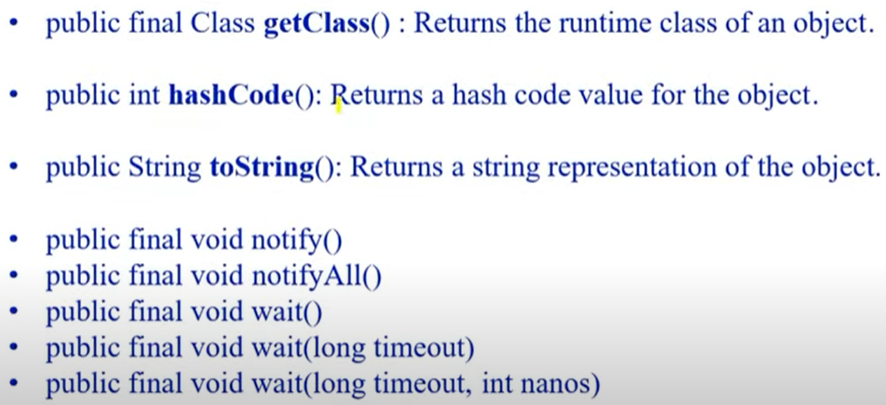 • public final Class getClass() : Returns the runtime class of an object.
• public int hashCode(): Returns a hash code value for the object.
• public String toString(): Returns a string representation of the object.
• public final void notify()
• public final void notifyAll()
• public final void wait()
• public final void wait(long timeout)
• public final void wait(long timeout, int nanos)